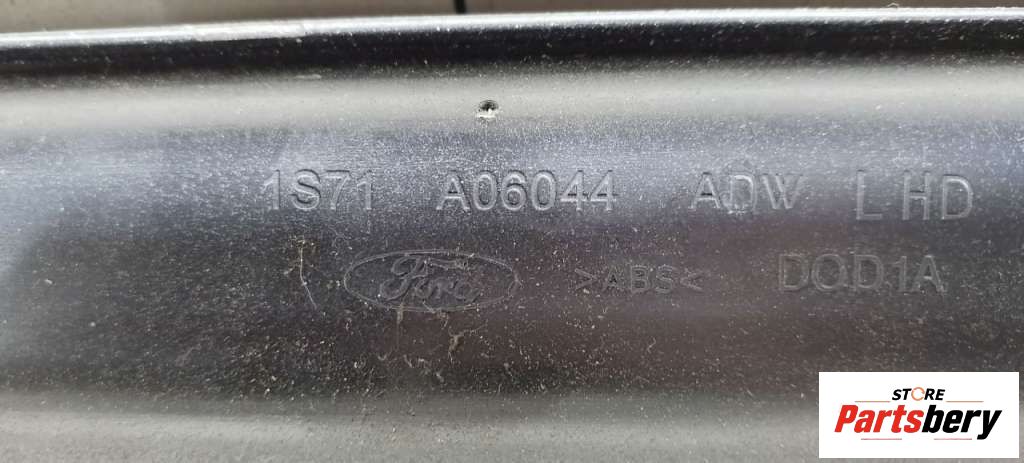 1S71 A06044 ADW LHD
Ford >ABS< DOD1A
STORE
Partsbery